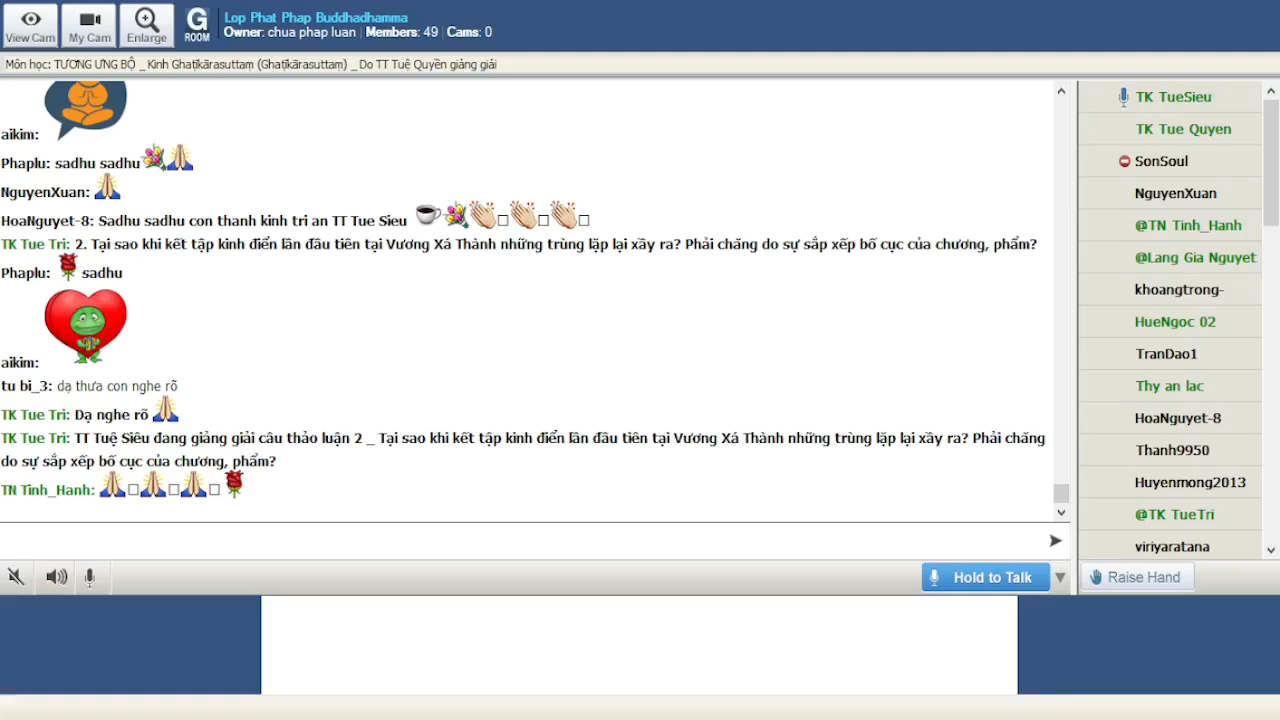 View Cam
My Cam
Enlarge
G
ROOM
Lop Phat Phap Buddhadhamma
Owner: chua phap luan | Members: 49 | Cams: 0
Môn học: TƯƠNG ƯNG BỘ _ Kinh Ghaṭikārasuttaṃ (Ghaṭikārasuttaṃ) _ Do TT Tuệ Quyền giảng giải
aikim:
Phaplu: sadhu sadhu
NguyenXuan:
HoaNguyet-8: Sadhu sadhu con thanh kinh tri an TT Tue Sieu
TK Tue Tri: 2. Tại sao khi kết tập kinh điển lần đầu tiên tại Vương Xá Thành những trùng lặp lại xảy ra? Phải chăng do sự sắp xếp bố cục của chương, phẩm?
Phaplu: sadhu
aikim:
tu bi_3: dạ thưa con nghe rõ
TK Tue Tri: Dạ nghe rõ
TK Tue Tri: TT Tuệ Siêu đang giảng giải câu thảo luận 2 _ Tại sao khi kết tập kinh điển lần đầu tiên tại Vương Xá Thành những trùng lặp lại xảy ra? Phải chăng
do sự sắp xếp bố cục của chương, phẩm?
TN Tinh_Hanh:
Hold to Talk
TK TueSieu
TK Tue Quyen
SonSoul
NguyenXuan
@TN Tinh_Hanh
@Lang Gia Nguyet
khoangtrong-
HueNgoc 02
TranDao1
Thy an lac
HoaNguyet-8
Thanh9950
Huyenmong2013
@TK TueTri
viriyaratana
Raise Hand